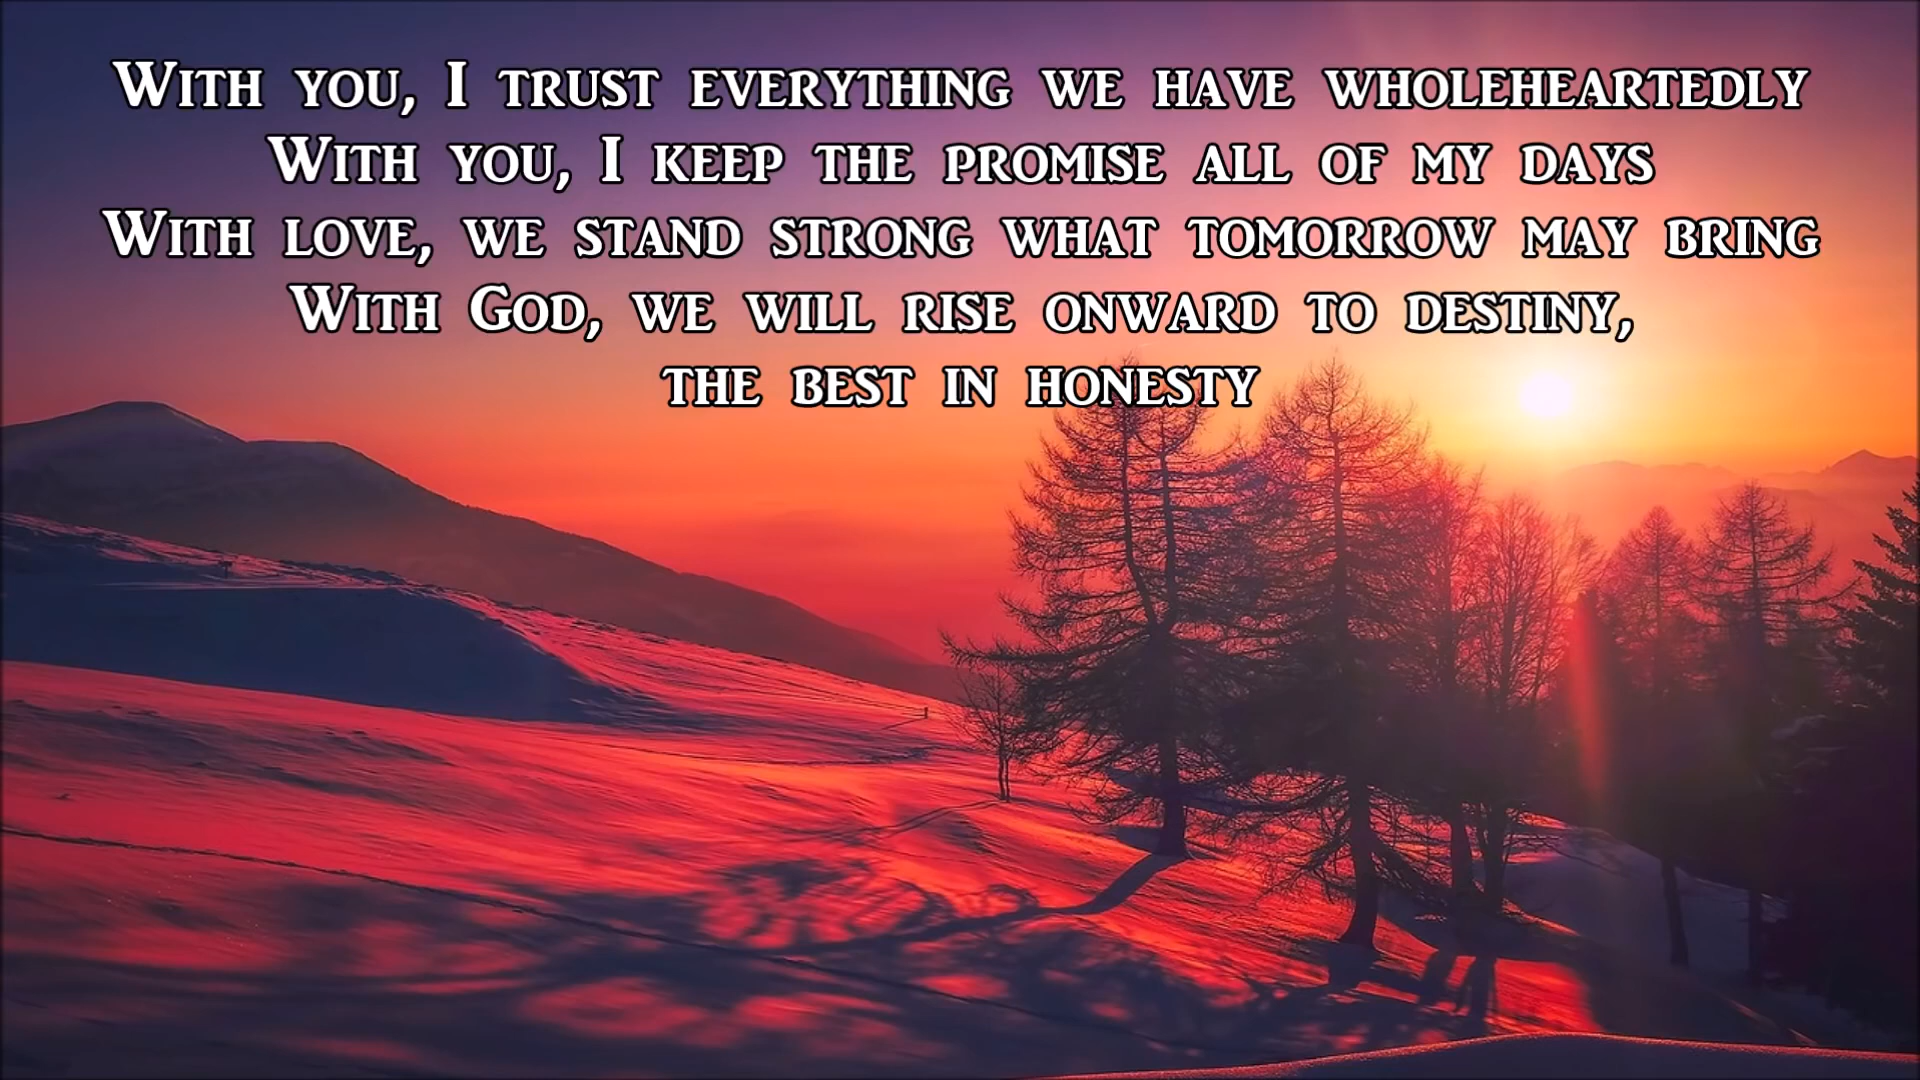 With you, I trust everything we have wholeheartedly
With you, I keep the promise all of my days
With love, we stand strong what tomorrow may bring
With God, we will rise onward to destiny,
the best in honesty